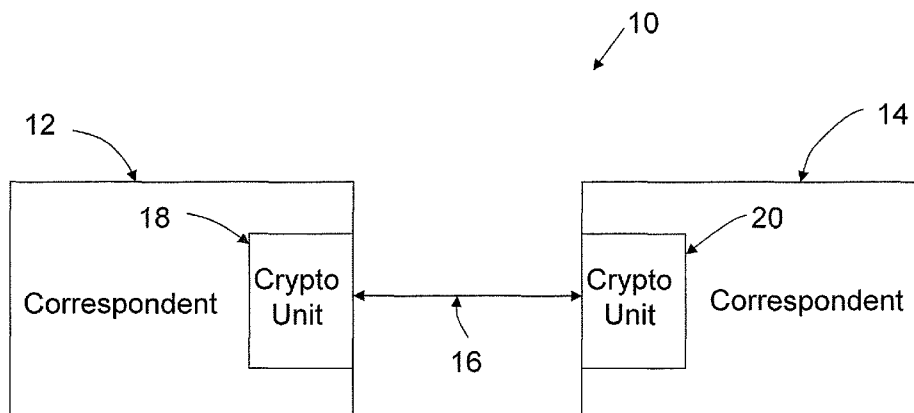 10
12
14
18
20
Correspondent
Crypto
Unit
16
Crypto
Unit
Correspondent